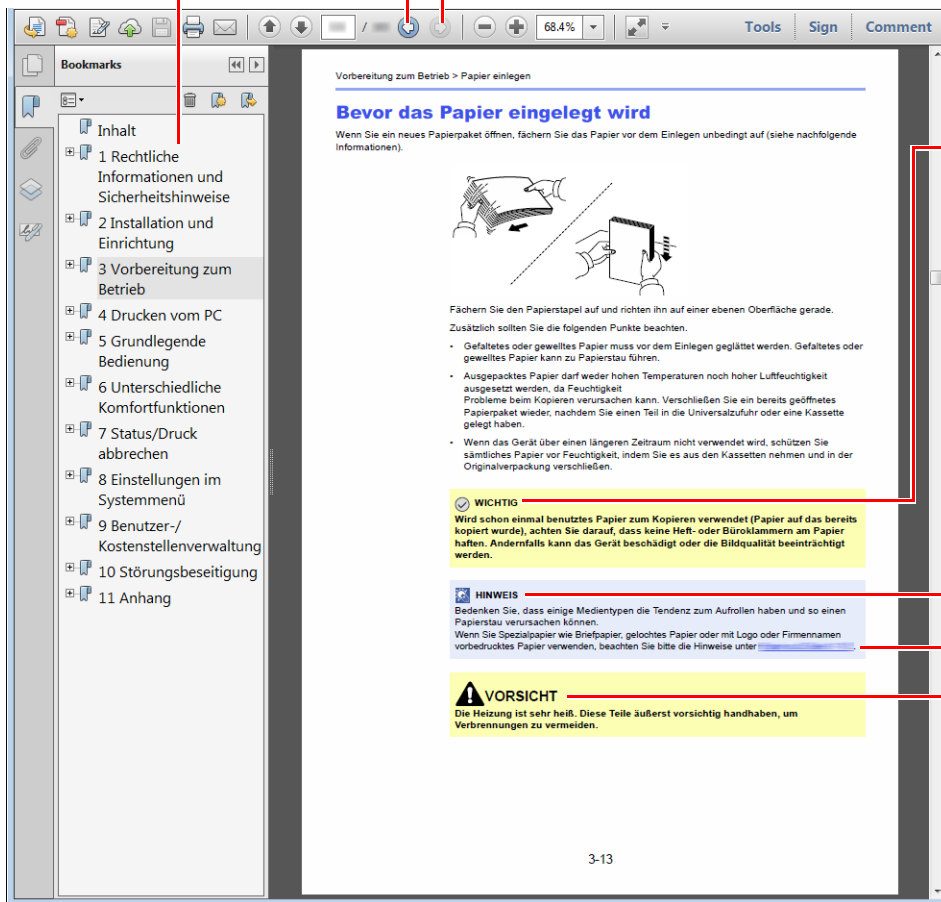 /
68.4%
Tools
Sign
Comment
Bookmarks
Inhalt
1 Rechtliche
Informationen und
Sicherheitshinweise
2 Installation und
Einrichtung
3 Vorbereitung zum
Betrieb
4 Drucken vom PC
5 Grundlegende
Bedienung
6 Unterschiedliche
Komfortfunktionen
7 Status/Druck
abbrechen
8 Einstellungen im
Systemmenü
9 Benutzer-/
Kostenstellenverwaltung
10 Störungsbeseitigung
11 Anhang
Vorbereitung zum Betrieb > Papier einlegen
Bevor das Papier eingelegt wird
Wenn Sie ein neues Papierpaket öffnen, fächern Sie das Papier vor dem Einlegen unbedingt auf (siehe nachfolgende
Informationen).
Fächern Sie den Papierstapel auf und richten ihn auf einer ebenen Oberfläche gerade.
Zusätzlich sollten Sie die folgenden Punkte beachten.
• Gefaltetes oder gewelltes Papier muss vor dem Einlegen geglättet werden. Gefaltetes oder
gewelltes Papier kann zu Papierstau führen.
• Ausgepacktes Papier darf weder hohen Temperaturen noch hoher Luftfeuchtigkeit
ausgesetzt werden, da Feuchtigkeit
Probleme beim Kopieren verursachen kann. Verschließen Sie ein bereits geöffnetes
Papierpaket wieder, nachdem Sie einen Teil in die Universalzufuhr oder eine Kassette
gelegt haben.
• Wenn das Gerät über einen längeren Zeitraum nicht verwendet wird, schützen Sie
sämtliches Papier vor Feuchtigkeit, indem Sie es aus den Kassetten nehmen und in der
Originalverpackung verschließen.
WICHTIG
Wird schon einmal benutztes Papier zum Kopieren verwendet (Papier auf das bereits
kopiert wurde), achten Sie darauf, dass keine Heft- oder Büroklammern am Papier
haften. Andernfalls kann das Gerät beschädigt oder die Bildqualität beeinträchtigt
werden.
HINWEIS
Bedenken Sie, dass einige Medientypen die Tendenz zum Aufrollen haben und so einen
Papierstau verursachen können.
Wenn Sie Spezialpapier wie Briefpapier, gelochtes Papier oder mit Logo oder Firmennamen
vorbedrucktes Papier verwenden, beachten Sie bitte die Hinweise unter
VORSICHT
Die Heizung ist sehr heiß. Diese Teile äußerst vorsichtig handhaben, um
Verbrennungen zu vermeiden.
3-13